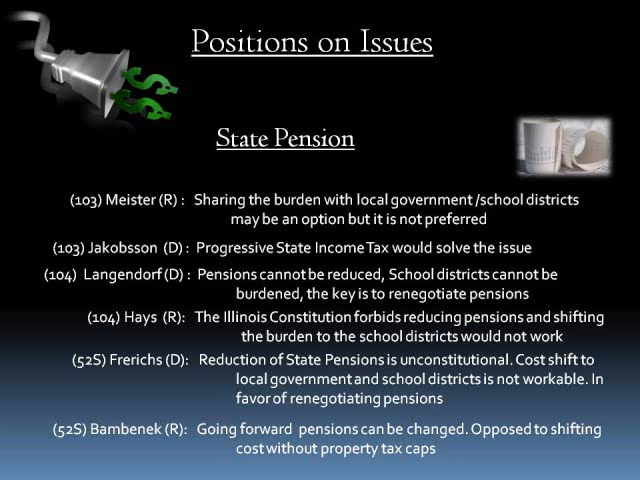 Positions on Issues
State Pension
(103) Meister (R) : Sharing the burden with local government /school districts
may be an option but it is not preferred
(103) Jakobsson (D) : Progressive State Income Tax would solve the issue
(104) Langendorf (D) : Pensions cannot be reduced, School districts cannot be
burdened, the key is to renegotiate pensions
(104) Hays (R): The Illinois Constitution forbids reducing pensions and shifting
the burden to the school districts would not work
(52S) Frerichs (D): Reduction of State Pensions is unconstitutional. Cost shift to
local government and school districts is not workable. In
favor of renegotiating pensions
(52S) Bambenek (R): Going forward pensions can be changed. Opposed to shifting
cost without property tax caps